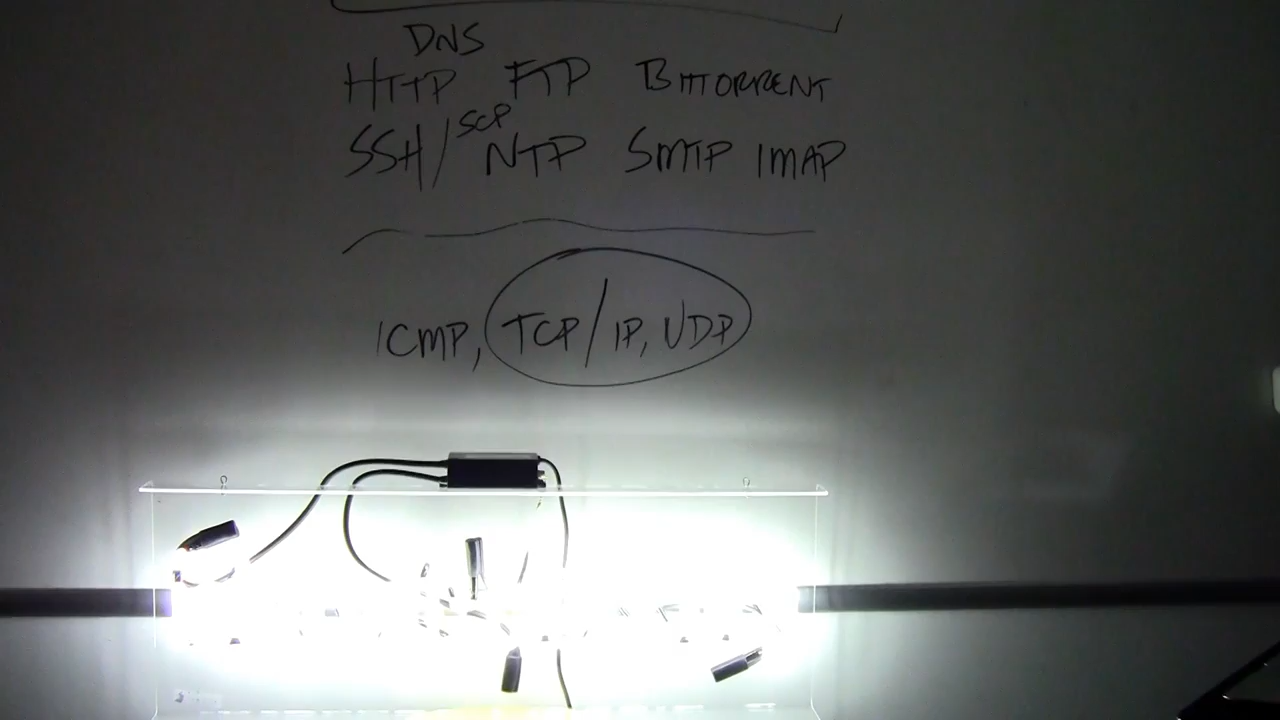 DNS
HTTP FTP BITTORRENT
SSH/SCP NTP SMTP IMAP
ICMP, TCP/IP, UDP